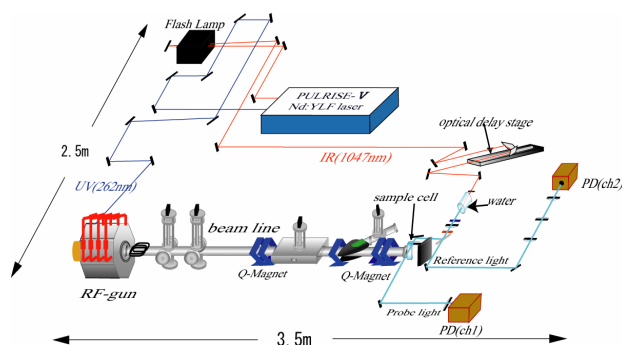 Flash Lamp
PULRISE-V
Nd:YLF laser
optical delay stage
2.5m
IR(1047nm)
PD(ch2)
UV(262nm)
sample cell
water
beam line
Q-Magnet
Q-Magnet
Reference light
RF-gun
Probe light
PD(ch1)
3.5m